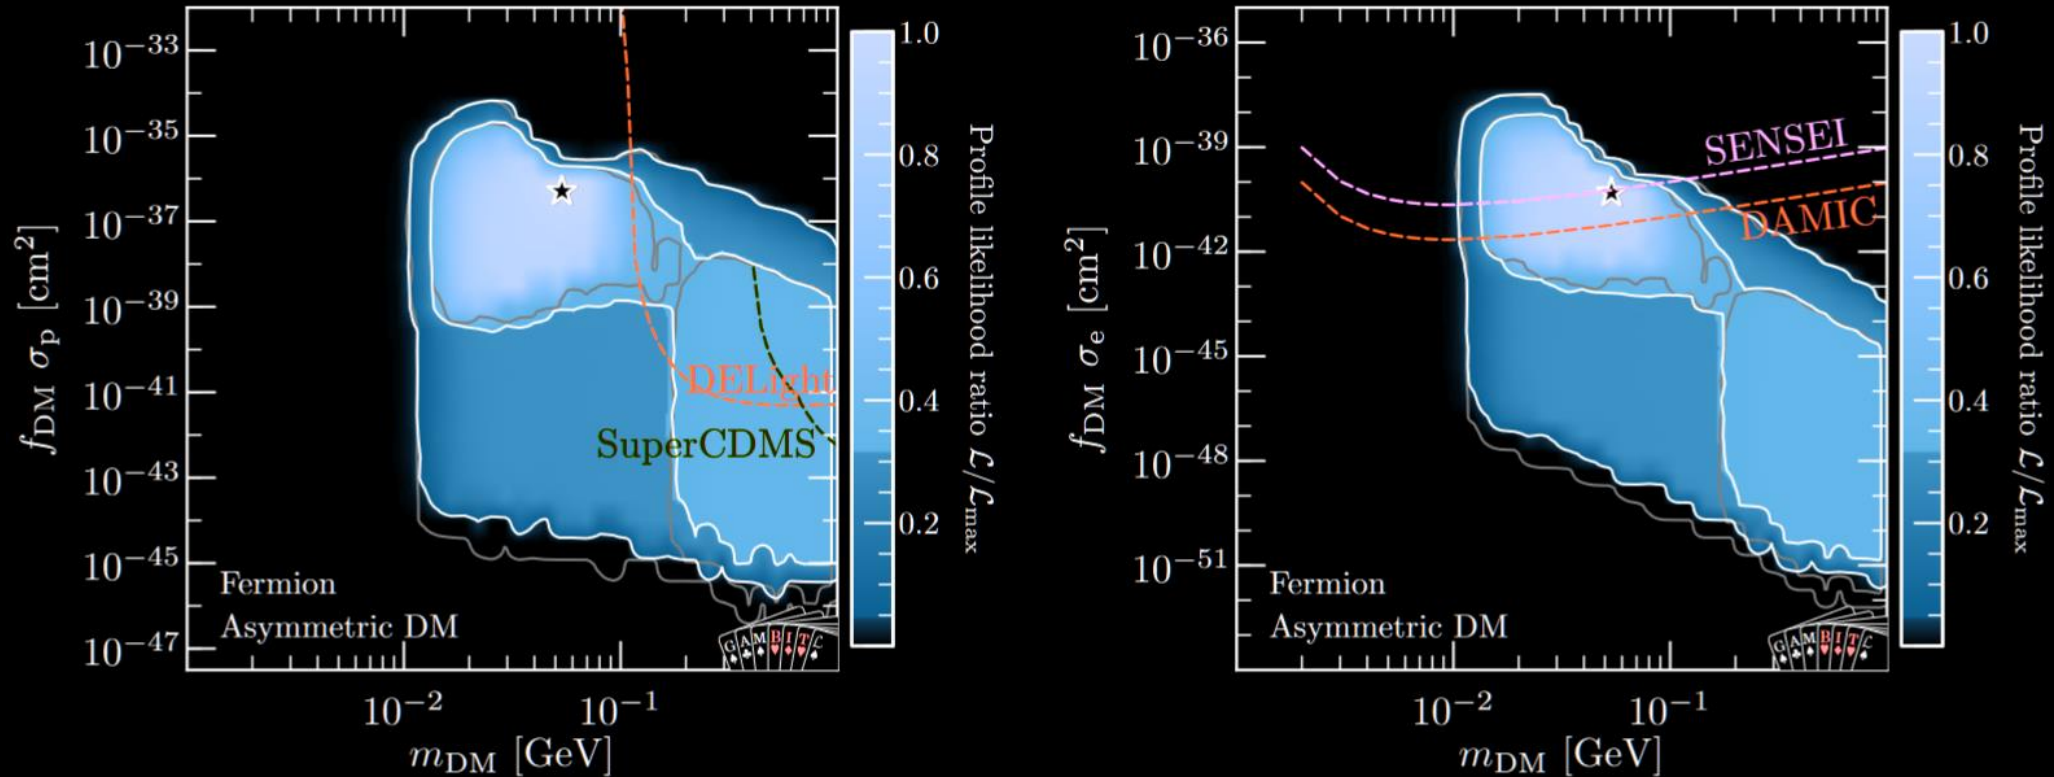 10⁻³³
10⁻³⁵
10⁻³⁷
10⁻³⁹
10⁻⁴¹
10⁻⁴³
10⁻⁴⁵
10⁻⁴⁷
f_DM σ_p [cm²]
DELight
SuperCDMS
Fermion
Asymmetric DM
GAMBIT
10⁻² 10⁻¹
m_DM [GeV]
1.0
0.8
0.6
0.4
0.2
Profile likelihood ratio ℒ/ℒ_max
10⁻³⁶
10⁻³⁹
10⁻⁴²
10⁻⁴⁵
10⁻⁴⁸
10⁻⁵¹
f_DM σ_e [cm²]
SENSEI
DAMIC
Fermion
Asymmetric DM
GAMBIT
10⁻² 10⁻¹
m_DM [GeV]
1.0
0.8
0.6
0.4
0.2
Profile likelihood ratio ℒ/ℒ_max